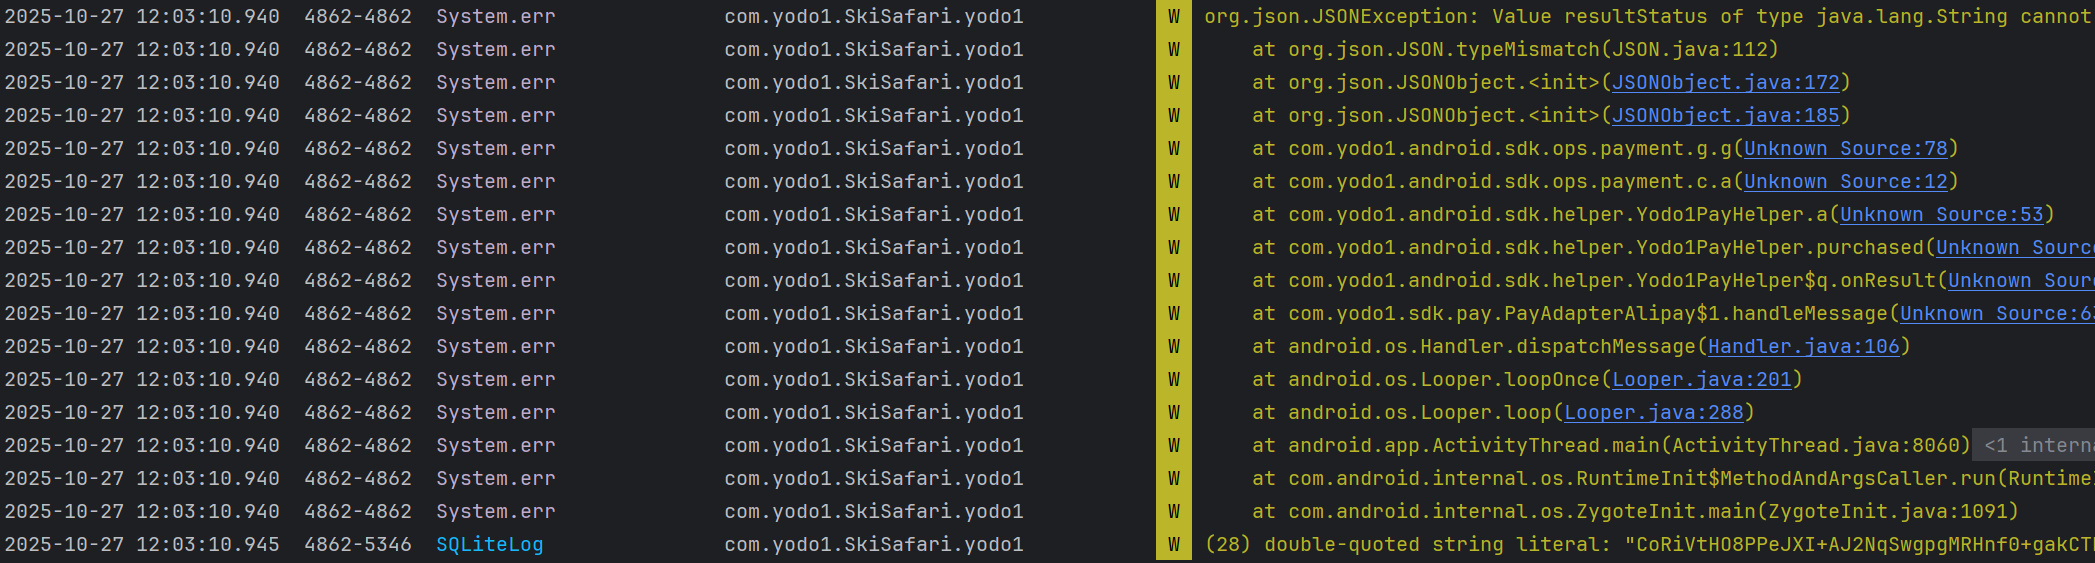 2025-10-27 12:03:10.940 4862-4862 System.err com.yodo1.SkiSafari.yodo1 W org.json.JSONException: Value resultStatus of type java.lang.String cannot
2025-10-27 12:03:10.940 4862-4862 System.err com.yodo1.SkiSafari.yodo1 W at org.json.JSON.typeMismatch(JSON.java:112)
2025-10-27 12:03:10.940 4862-4862 System.err com.yodo1.SkiSafari.yodo1 W at org.json.JSONObject.<init>(JSONObject.java:172)
2025-10-27 12:03:10.940 4862-4862 System.err com.yodo1.SkiSafari.yodo1 W at org.json.JSONObject.<init>(JSONObject.java:185)
2025-10-27 12:03:10.940 4862-4862 System.err com.yodo1.SkiSafari.yodo1 W at com.yodo1.android.sdk.ops.payment.g.g(Unknown Source:78)
2025-10-27 12:03:10.940 4862-4862 System.err com.yodo1.SkiSafari.yodo1 W at com.yodo1.android.sdk.ops.payment.c.a(Unknown Source:12)
2025-10-27 12:03:10.940 4862-4862 System.err com.yodo1.SkiSafari.yodo1 W at com.yodo1.android.sdk.helper.Yodo1PayHelper.a(Unknown Source:53)
2025-10-27 12:03:10.940 4862-4862 System.err com.yodo1.SkiSafari.yodo1 W at com.yodo1.android.sdk.helper.Yodo1PayHelper.purchased(Unknown Sourc
2025-10-27 12:03:10.940 4862-4862 System.err com.yodo1.SkiSafari.yodo1 W at com.yodo1.android.sdk.helper.Yodo1PayHelper$q.onResult(Unknown Sour
2025-10-27 12:03:10.940 4862-4862 System.err com.yodo1.SkiSafari.yodo1 W at com.yodo1.sdk.pay.PayAdapterAlipay$1.handleMessage(Unknown Source:63
2025-10-27 12:03:10.940 4862-4862 System.err com.yodo1.SkiSafari.yodo1 W at android.os.Handler.dispatchMessage(Handler.java:106)
2025-10-27 12:03:10.940 4862-4862 System.err com.yodo1.SkiSafari.yodo1 W at android.os.Looper.loopOnce(Looper.java:201)
2025-10-27 12:03:10.940 4862-4862 System.err com.yodo1.SkiSafari.yodo1 W at android.os.Looper.loop(Looper.java:288)
2025-10-27 12:03:10.940 4862-4862 System.err com.yodo1.SkiSafari.yodo1 W at android.app.ActivityThread.main(ActivityThread.java:8060) <1 interna
2025-10-27 12:03:10.940 4862-4862 System.err com.yodo1.SkiSafari.yodo1 W at com.android.internal.os.RuntimeInit$MethodAndArgsCaller.run(RuntimeI
2025-10-27 12:03:10.940 4862-4862 System.err com.yodo1.SkiSafari.yodo1 W at com.android.internal.os.ZygoteInit.main(ZygoteInit.java:1091)
2025-10-27 12:03:10.945 4862-5346 SQLiteLog com.yodo1.SkiSafari.yodo1 W (28) double-quoted string literal: "CoRiVtHO8PPeJXI+AJ2NqSwgpgMRHnf0+gakCT